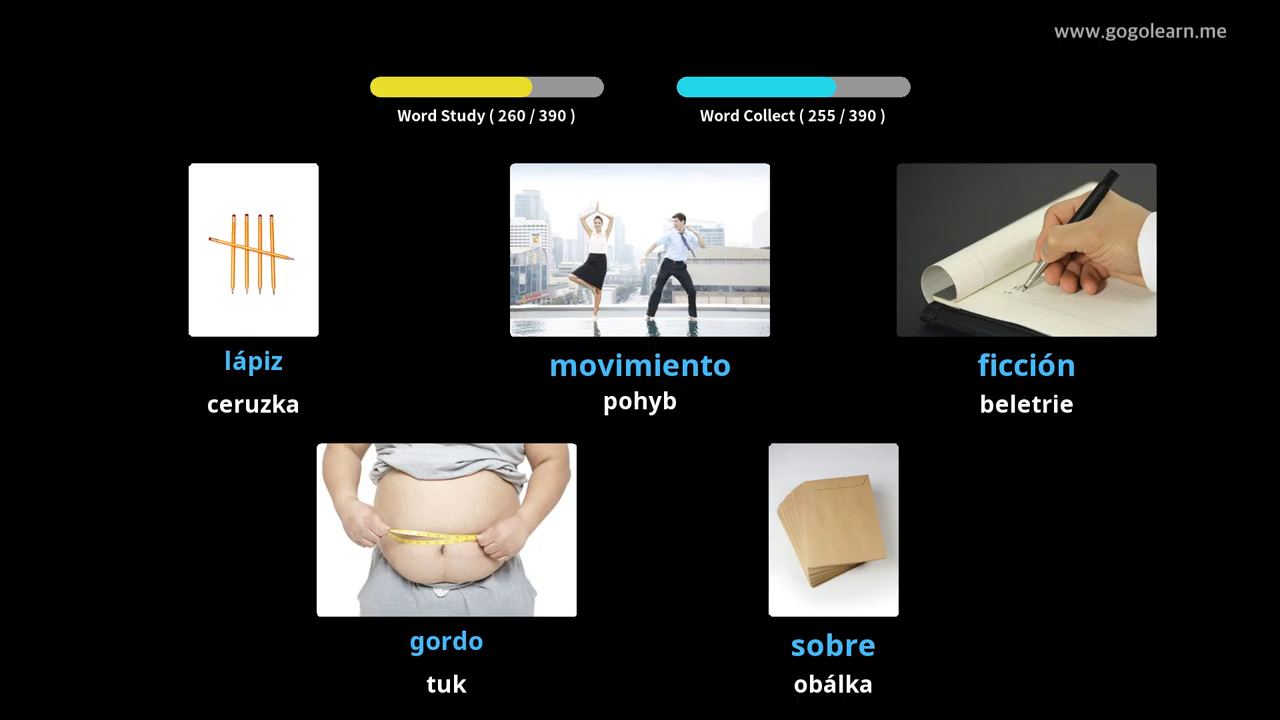 www.gogolearn.me
Word Study ( 260 / 390 )
Word Collect ( 255 / 390 )
lápiz
ceruzka
movimiento
pohyb
ficción
beletrie
gordo
tuk
sobre
obálka